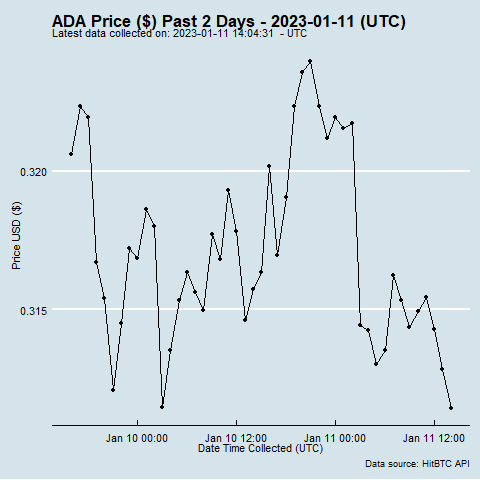 ADA Price ($) Past 2 Days - 2023-01-11 (UTC)
Latest data collected on: 2023-01-11 14:04:31 - UTC
0.320
Price USD ($)
0.315
Jan 10 00:00 Jan 10 12:00 Jan 11 00:00 Jan 11 12:00
Date Time Collected (UTC)
Data source: HitBTC API